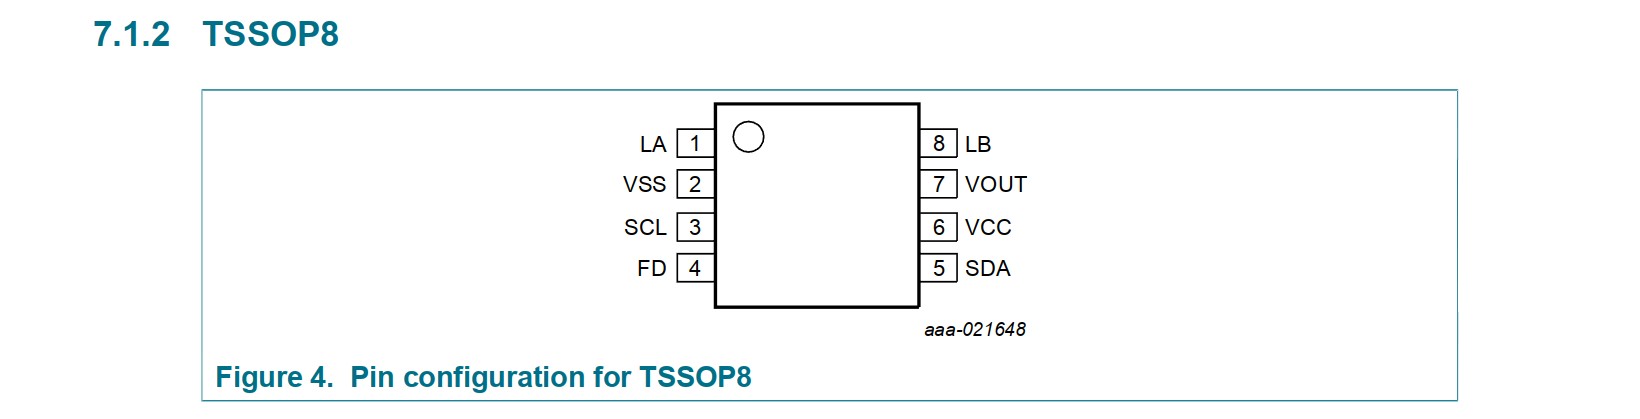 7.1.2 TSSOP8
LA 1 8 LB
VSS 2 7 VOUT
SCL 3 6 VCC
FD 4 5 SDA
aaa-021648
Figure 4. Pin configuration for TSSOP8